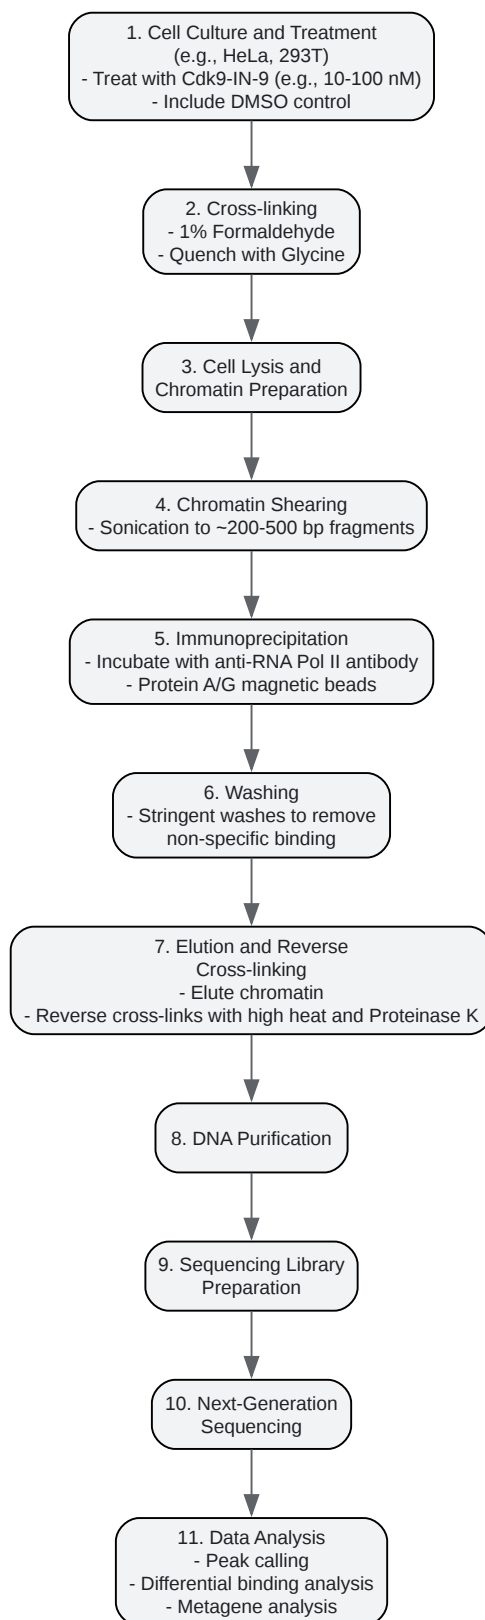 1. Cell Culture and Treatment
(e.g., HeLa, 293T)
- Treat with Cdk9-IN-9 (e.g., 10-100 nM)
- Include DMSO control
2. Cross-linking
- 1% Formaldehyde
- Quench with Glycine
3. Cell Lysis and
Chromatin Preparation
4. Chromatin Shearing
- Sonication to ~200-500 bp fragments
5. Immunoprecipitation
- Incubate with anti-RNA Pol II antibody
- Protein A/G magnetic beads
6. Washing
- Stringent washes to remove
non-specific binding
7. Elution and Reverse
Cross-linking
- Elute chromatin
- Reverse cross-links with high heat and Proteinase K
8. DNA Purification
9. Sequencing Library
Preparation
10. Next-Generation
Sequencing
11. Data Analysis
- Peak calling
- Differential binding analysis
- Metagene analysis